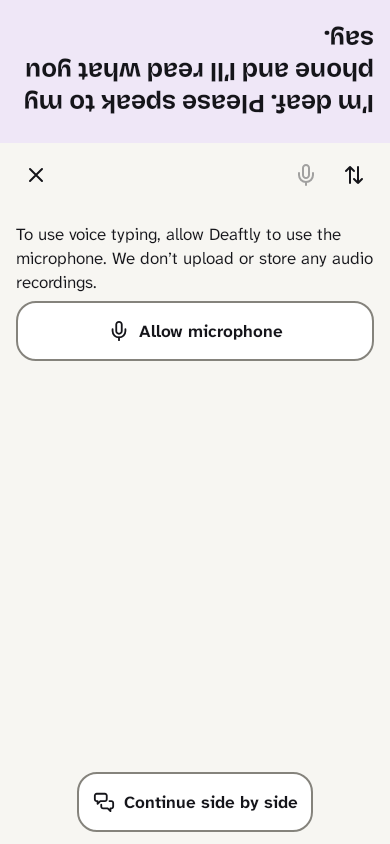 I'm deaf. Please speak to my
phone and I'll read what you
say.
To use voice typing, allow Deaftly to use the
microphone. We don’t upload or store any audio
recordings.
Allow microphone
Continue side by side